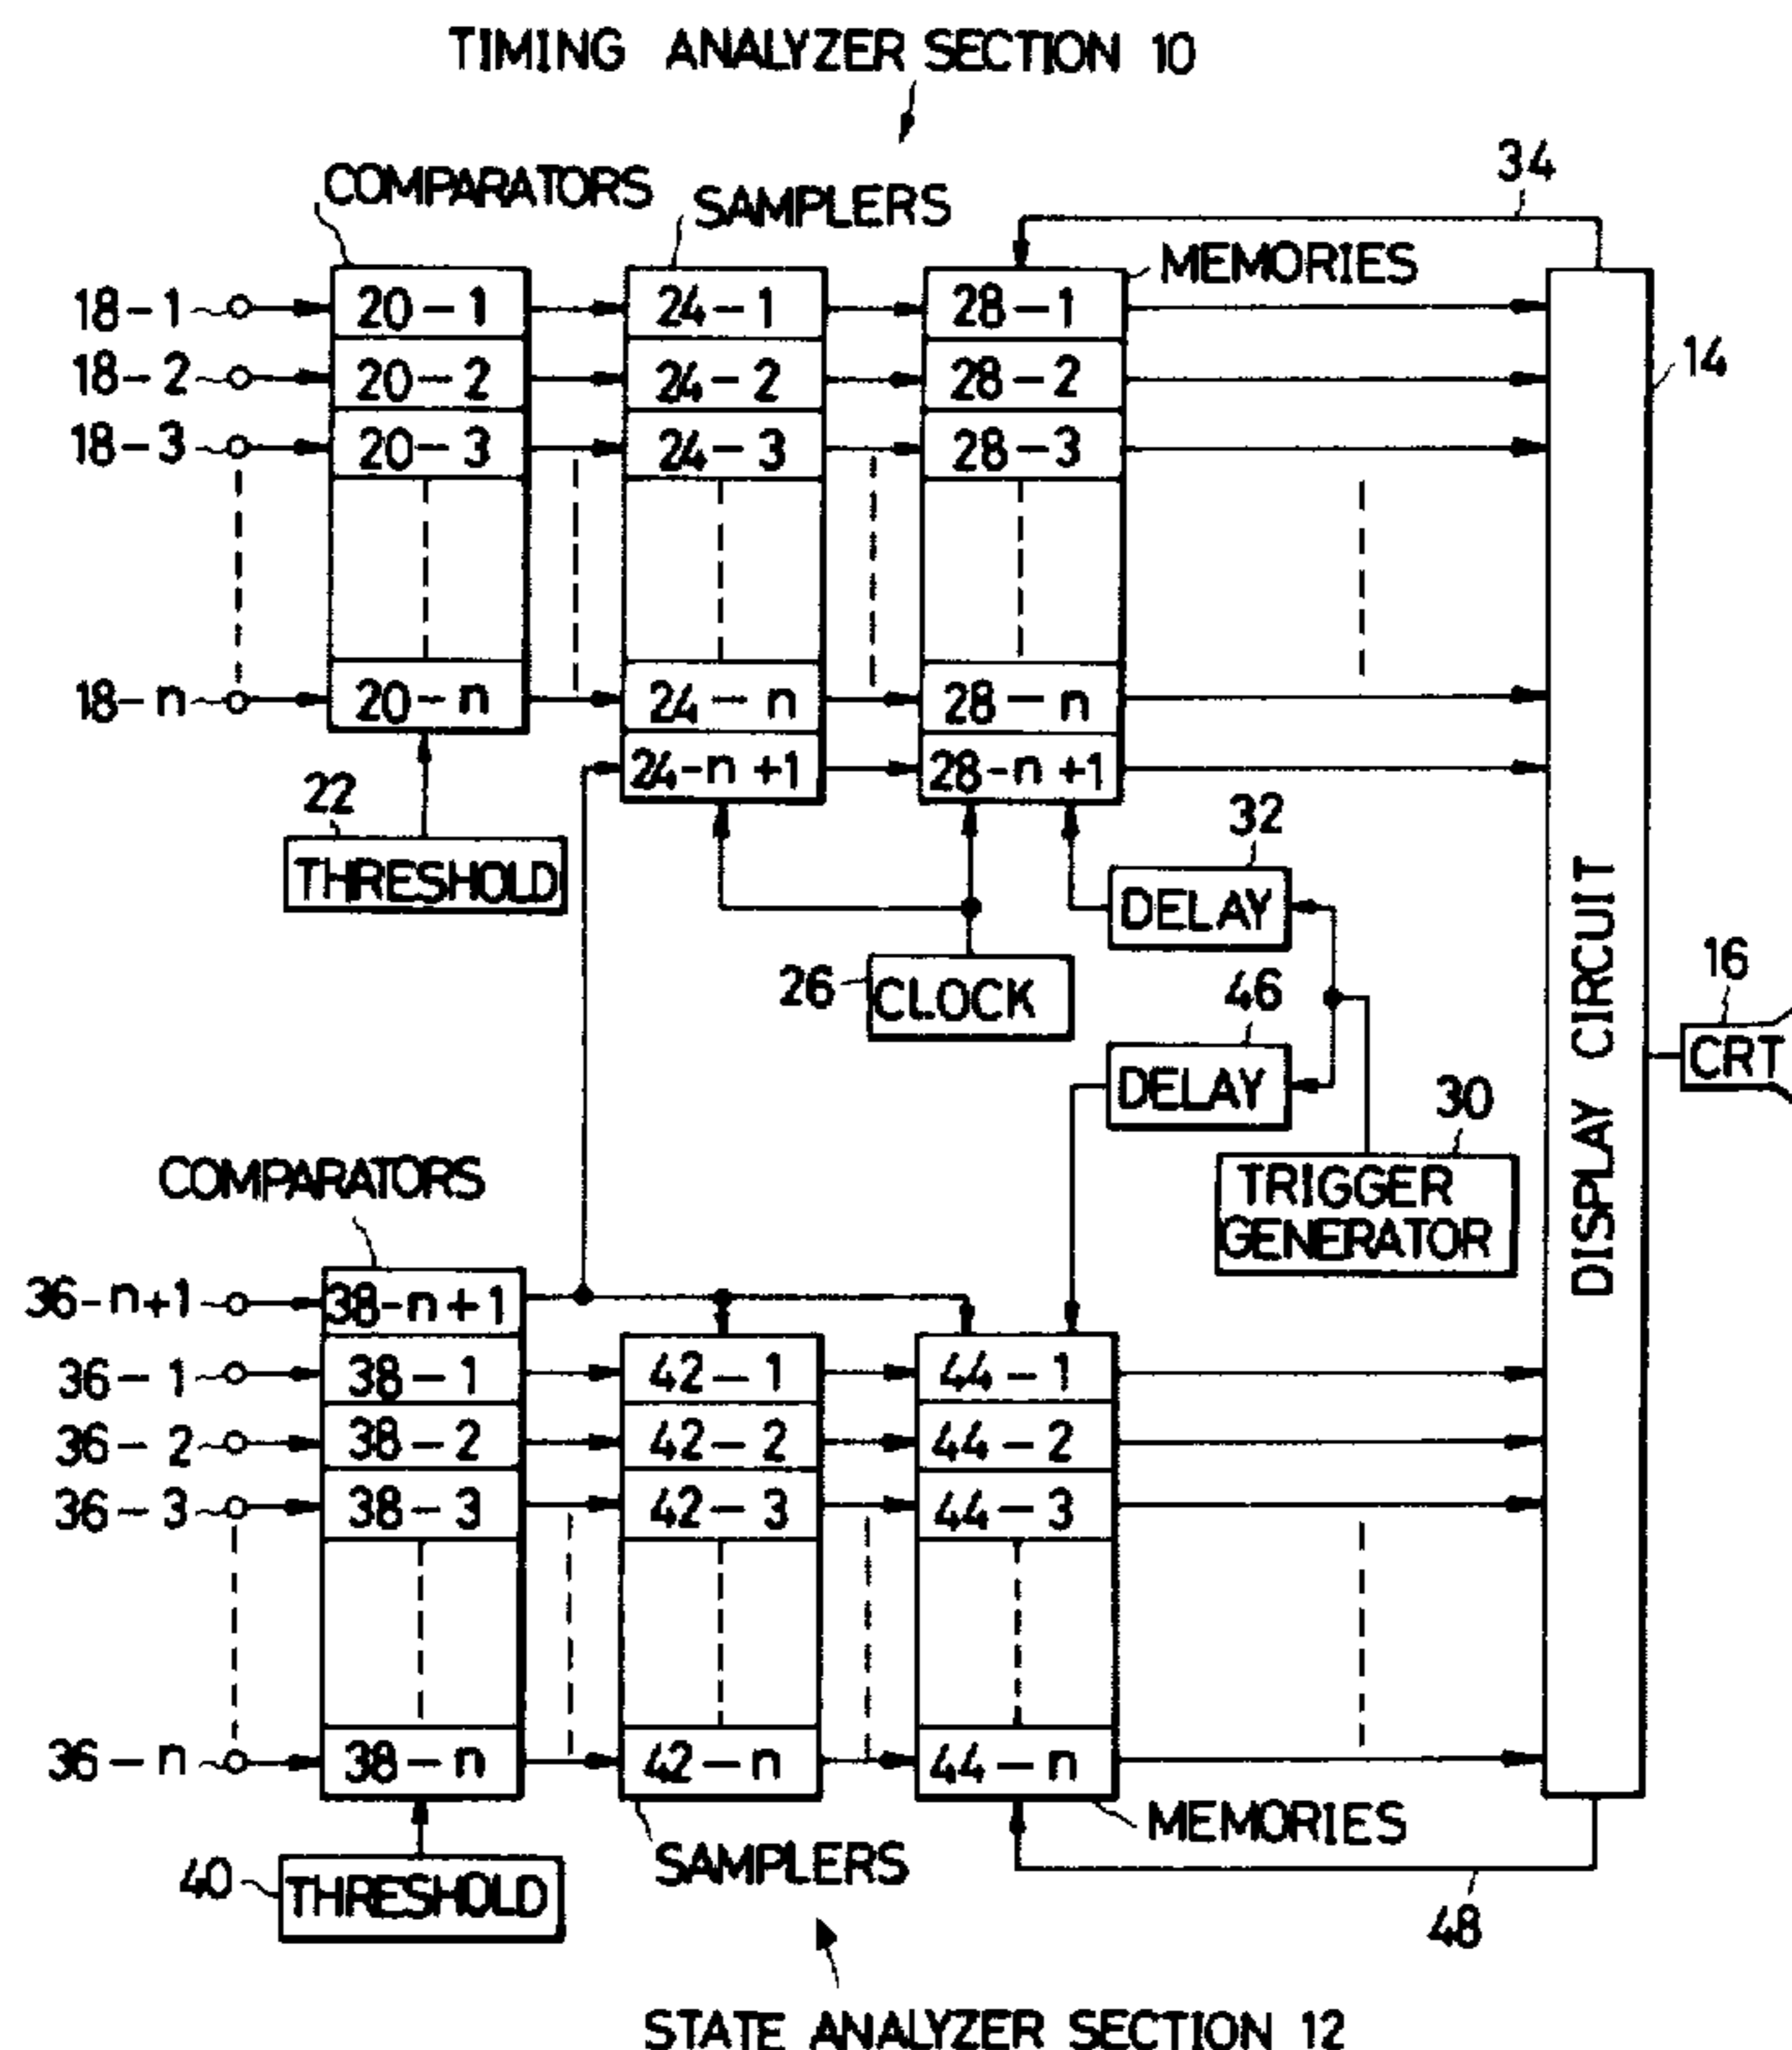 TIMING ANALYZER SECTION 10
34
COMPARATORS
SAMPLERS
MEMORIES
18-1
20-1
24-1
28-1
18-2
20-2
24-2
28-2
14
18-3
20-3
24-3
28-3
18-n
20-n
24-n
28-n
24-n+1
28-n+1
22
THRESHOLD
32
DELAY
26
CLOCK
46
DELAY
16
CRT
30
TRIGGER
GENERATOR
DISPLAY CIRCUIT
COMPARATORS
36-n+1
38-n+1
36-1
38-1
42-1
44-1
36-2
38-2
42-2
44-2
36-3
38-3
42-3
44-3
36-n
38-n
42-n
44-n
MEMORIES
SAMPLERS
40
THRESHOLD
48
STATE ANALYZER SECTION 12